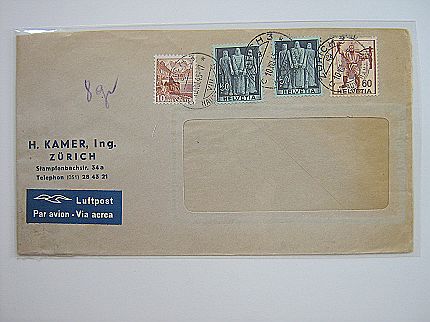 8 gr
H. KAMER, Ing.
ZÜRICH
Stampfenbachstr. 34a
Telephon (051) 28 43 21
Luftpost
Par avion - Via aerea
10
HELVETIA
HELVETIA
60
HELVETIA